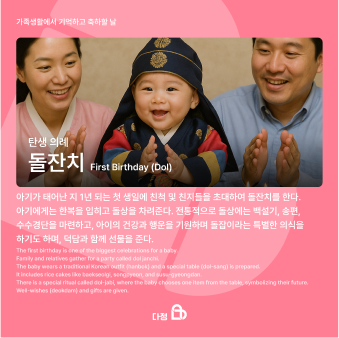 가족생활에서 기억하고 축하할 날
탄생 의례
돌잔치 First Birthday (Dol)
아기가 태어난 지 1년 되는 첫 생일에 친척 및 친지들을 초대하여 돌잔치를 한다.
아기에게는 한복을 입히고 돌상을 차려준다. 전통적으로 돌상에는 백설기, 송편,
수수경단을 마련하고, 아이의 건강과 행운을 기원하며 돌잡이라는 특별한 의식을
하기도 하며, 덕담과 함께 선물을 준다.
The first birthday is one of the biggest celebrations for a baby.
Family and relatives gather for a party called dol-janchi.
The baby wears a traditional Korean outfit (hanbok) and a special table (dol-sang) is prepared.
It includes rice cakes like baekseolgi, songpyeon, and susu-gyeongdan.
There is a special ritual called dol-jabi, where the baby chooses one item from the table, symbolizing their future.
Well-wishes (deokdam) and gifts are given.
다점